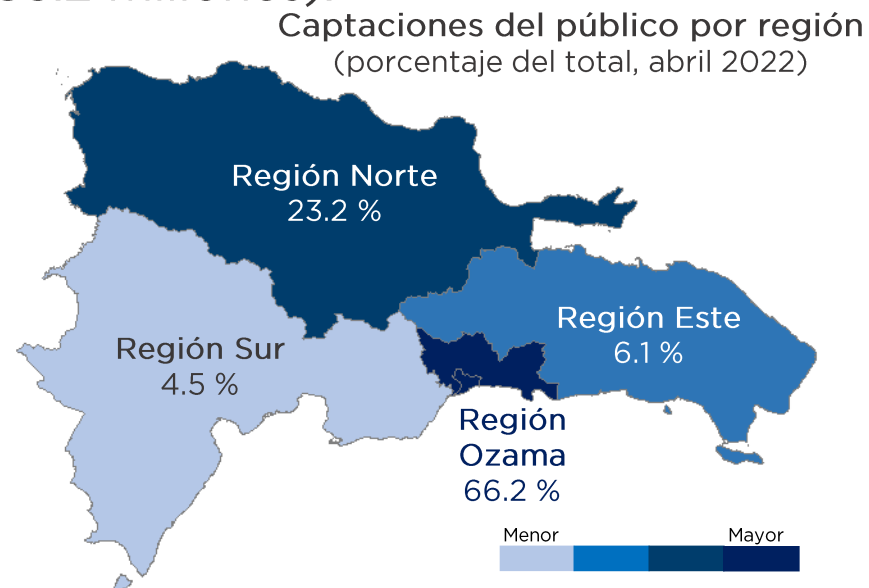 Captaciones del público por región
(porcentaje del total, abril 2022)
Región Norte
23.2 %
Región Este
6.1 %
Región Sur
4.5 %
Región
Ozama
66.2 %
Menor
Mayor